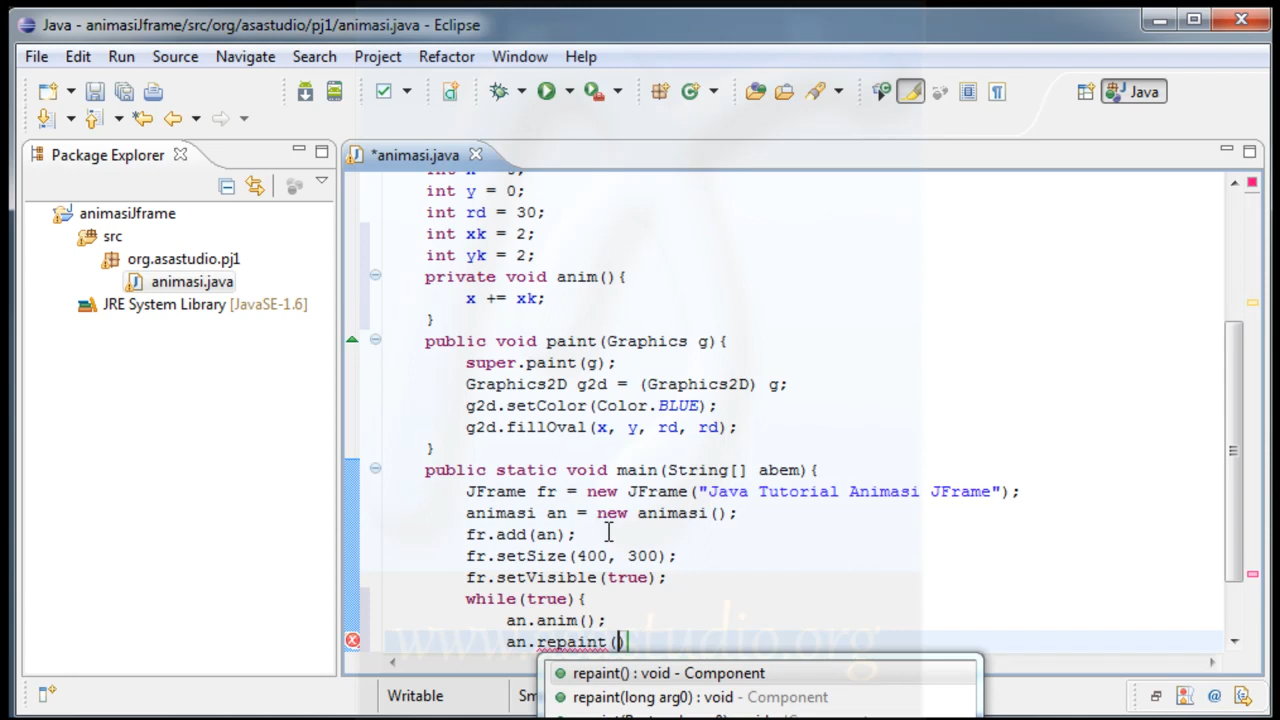 Java - animasiJframe/src/org/asastudio/pj1/animasi.java - Eclipse
File Edit Run Source Navigate Search Project Refactor Window Help
Java
Package Explorer
*animasi.java
animasiJframe
src
org.asastudio.pj1
animasi.java
JRE System Library [JavaSE-1.6]
int y = 0;
int rd = 30;
int xk = 2;
int yk = 2;
private void anim(){
x += xk;
}
public void paint(Graphics g){
super.paint(g);
Graphics2D g2d = (Graphics2D) g;
g2d.setColor(Color.BLUE);
g2d.fillOval(x, y, rd, rd);
}
public static void main(String[] abem){
JFrame fr = new JFrame("Java Tutorial Animasi JFrame");
animasi an = new animasi();
fr.add(an);
fr.setSize(400, 300);
fr.setVisible(true);
while(true){
an.anim();
an.repaint()
repaint() : void - Component
repaint(long arg0) : void - Component
Writable